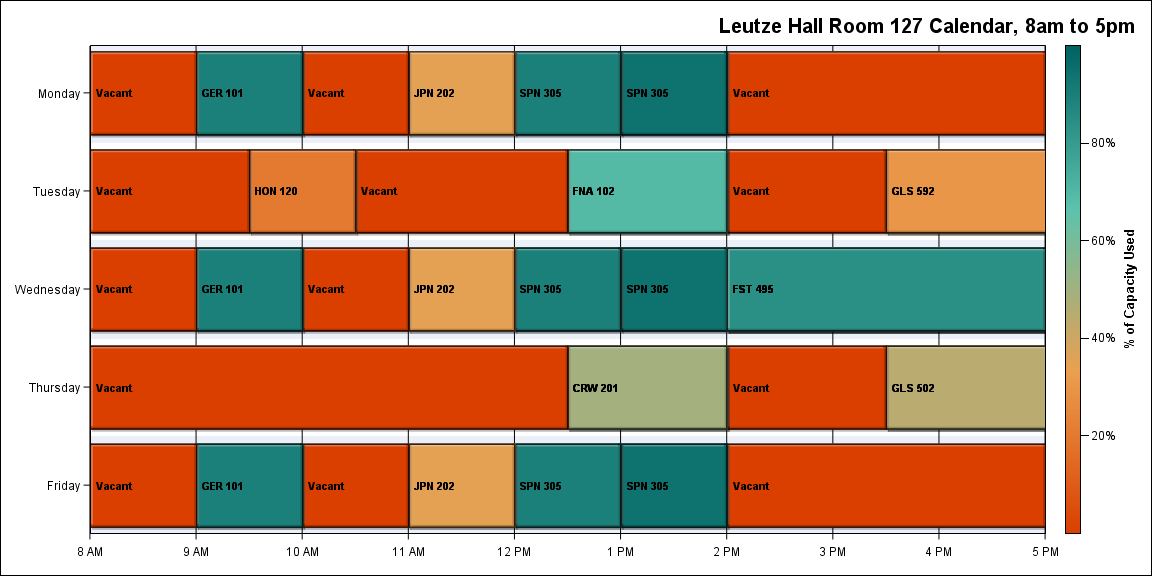 Leutze Hall Room 127 Calendar, 8am to 5pm
Monday
Vacant
GER 101
Vacant
JPN 202
SPN 305
SPN 305
Vacant
Tuesday
Vacant
HON 120
Vacant
FNA 102
Vacant
GLS 592
Wednesday
Vacant
GER 101
Vacant
JPN 202
SPN 305
SPN 305
FST 495
Thursday
Vacant
CRW 201
Vacant
GLS 502
Friday
Vacant
GER 101
Vacant
JPN 202
SPN 305
SPN 305
Vacant
8 AM
9 AM
10 AM
11 AM
12 PM
1 PM
2 PM
3 PM
4 PM
5 PM
80%
60%
40%
20%
% of Capacity Used